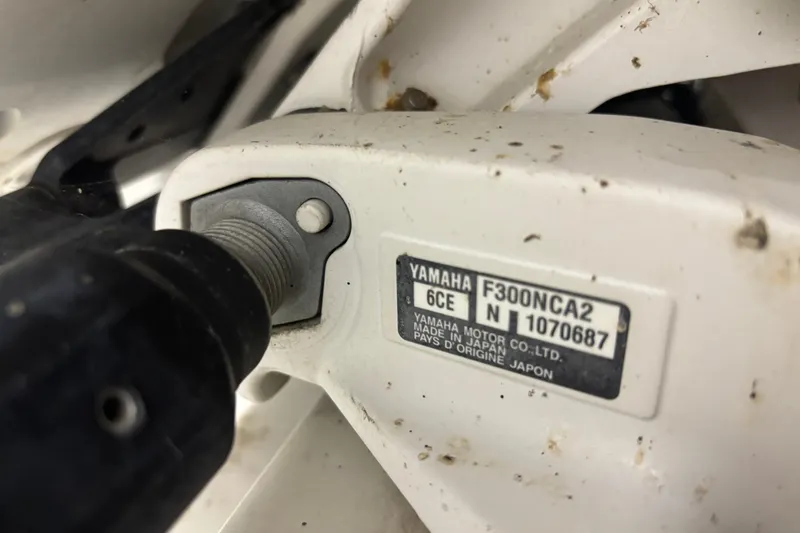 YAMAHA F300NCA2
6CE N 1070687
YAMAHA MOTOR CO.,LTD.
MADE IN JAPAN
PAYS D'ORIGINE JAPON